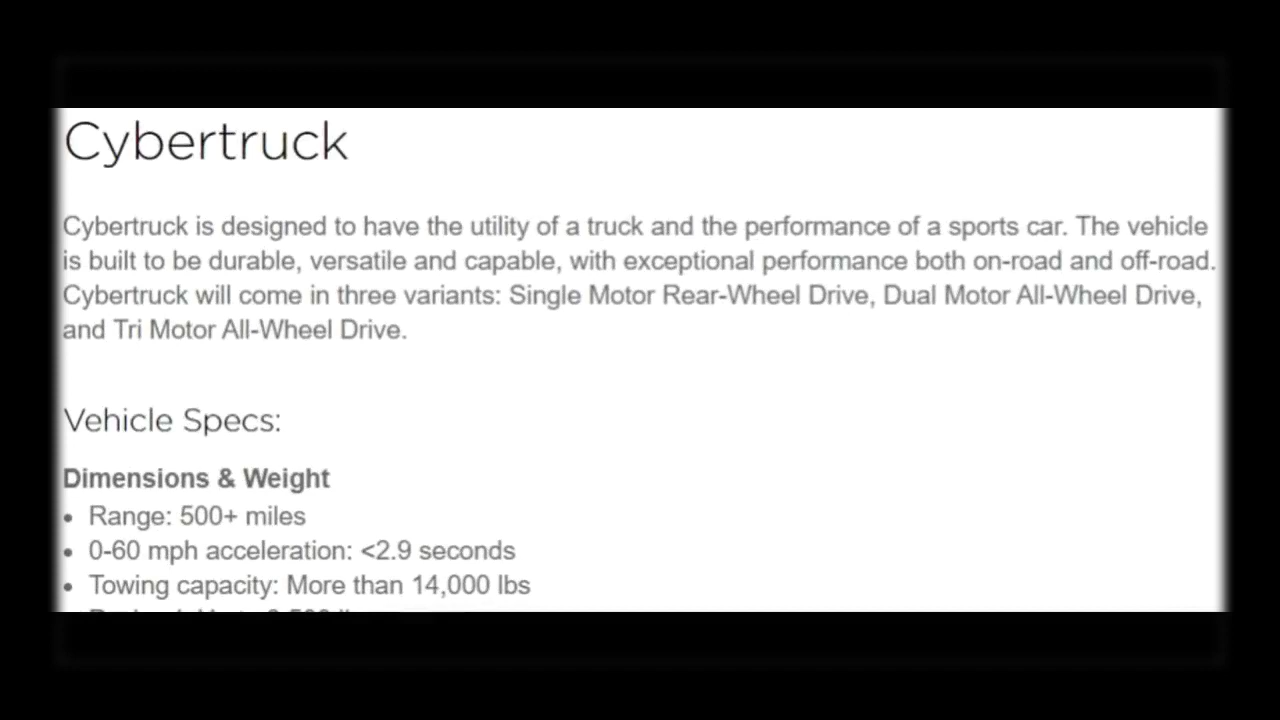 Cybertruck
Cybertruck is designed to have the utility of a truck and the performance of a sports car. The vehicle
is built to be durable, versatile and capable, with exceptional performance both on-road and off-road.
Cybertruck will come in three variants: Single Motor Rear-Wheel Drive, Dual Motor All-Wheel Drive,
and Tri Motor All-Wheel Drive.
Vehicle Specs:
Dimensions & Weight
• Range: 500+ miles
• 0-60 mph acceleration: <2.9 seconds
• Towing capacity: More than 14,000 lbs